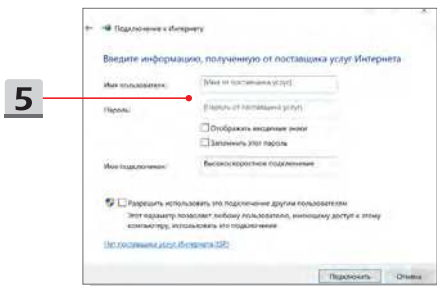 Подключение к Интернету
Введите информацию, полученную от поставщика услуг Интернета
Имя пользователя:
[Имя от поставщика услуг]
5
Пароль:
[Пароль от поставщика услуг]
Отображать вводимые знаки
Запомнить этот пароль
Имя подключения:
Высокоскоростное подключение
Разрешить использовать это подключение другим пользователям
Этот параметр позволяет любому пользователю, имеющему доступ к этому
компьютеру, использовать это подключение
Нет поставщика услуг Интернета (ISP)
Подключить
Отмена